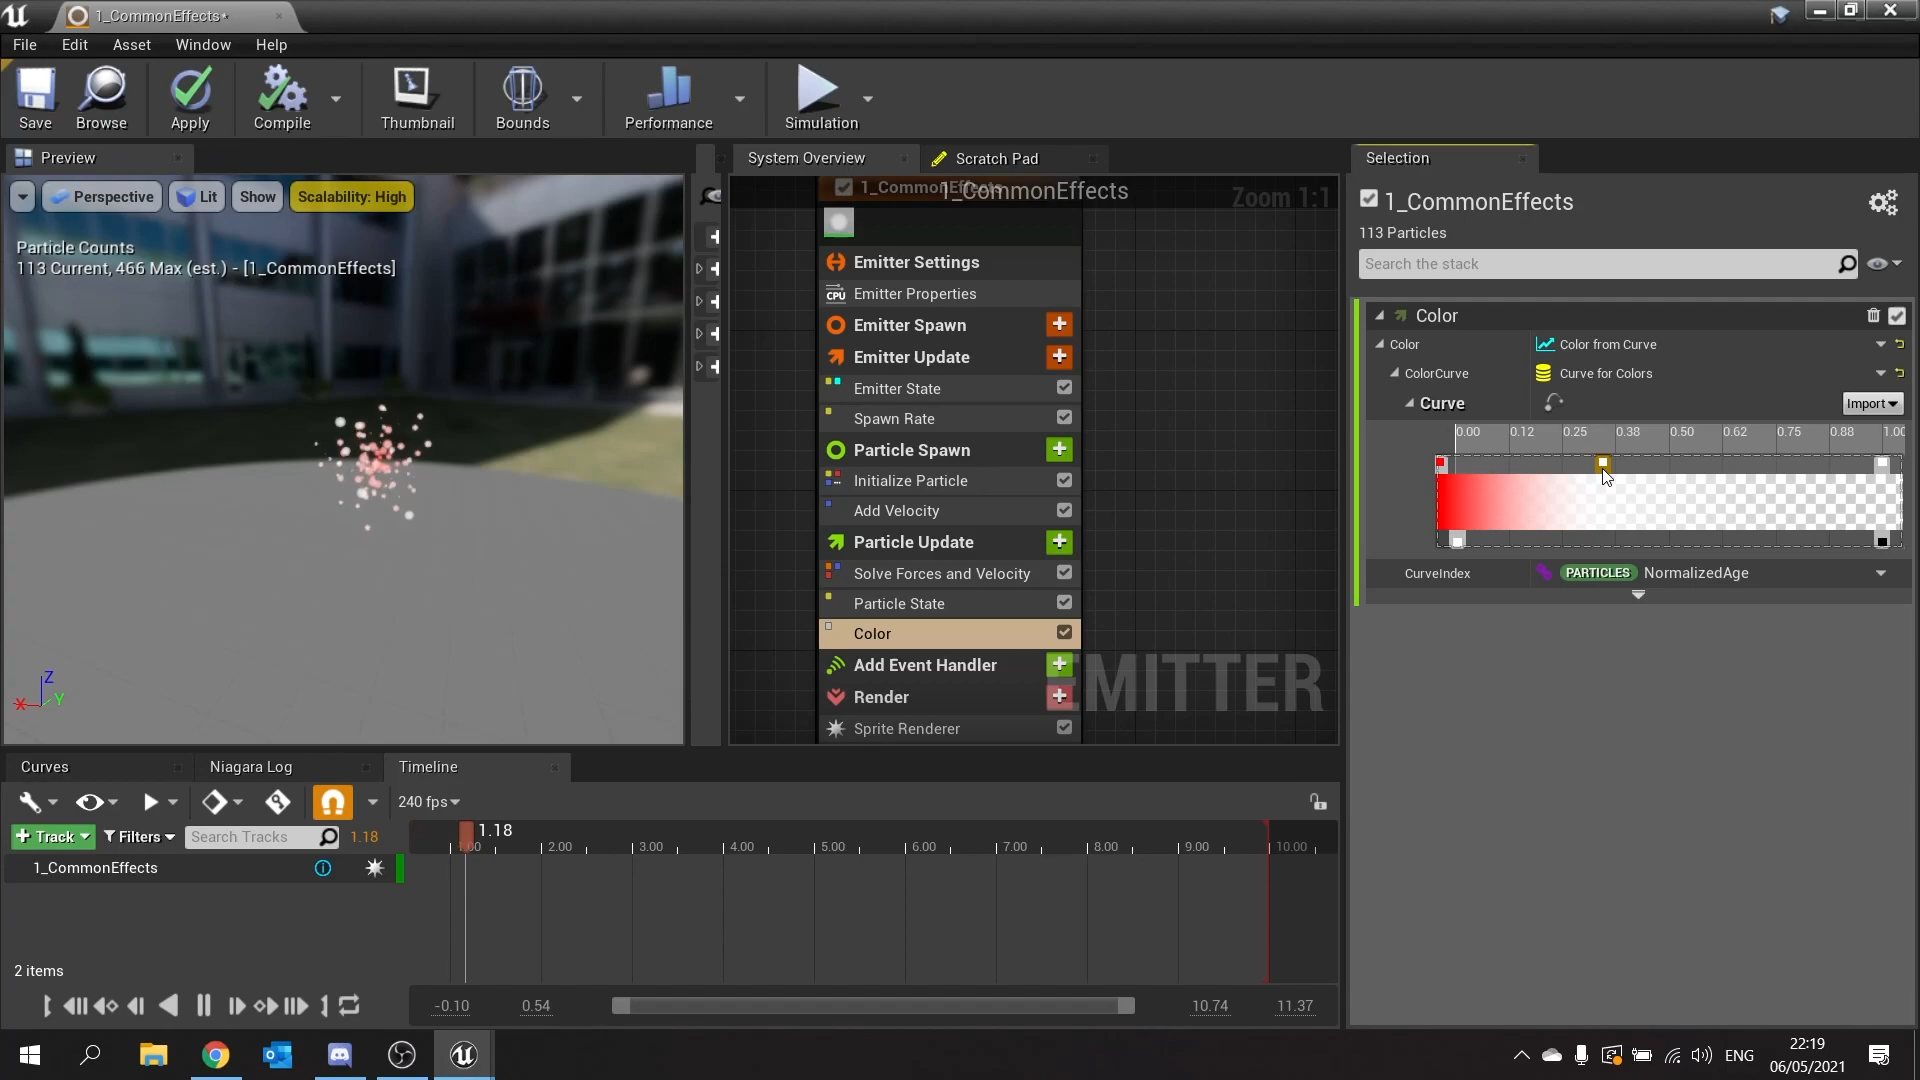 1_CommonEffects*
File Edit Asset Window Help
Save Browse Apply Compile Thumbnail Bounds Performance Simulation
Preview
Perspective Lit Show Scalability: High
Particle Counts
113 Current, 466 Max (est.) - [1_CommonEffects]
Z
X Y
System Overview Scratch Pad
1_CommonEffects
1_CommonEffects
Zoom 1:1
Emitter Settings
CPU Emitter Properties
Emitter Spawn
Emitter Update
Emitter State
Spawn Rate
Particle Spawn
Initialize Particle
Add Velocity
Particle Update
Solve Forces and Velocity
Particle State
Color
Add Event Handler
Render
Sprite Renderer
EMITTER
Selection
1_CommonEffects
113 Particles
Search the stack
Color
Color Color from Curve
ColorCurve Curve for Colors
Curve Import
0.00 0.12 0.25 0.38 0.50 0.62 0.75 0.88 1.00
CurveIndex PARTICLES NormalizedAge
Curves Niagara Log Timeline
240 fps
+ Track Filters Search Tracks 1.18
1.18
1.00 2.00 3.00 4.00 5.00 6.00 7.00 8.00 9.00 10.00
1_CommonEffects
2 items
-0.10 0.54 10.74 11.37
ENG
22:19
06/05/2021